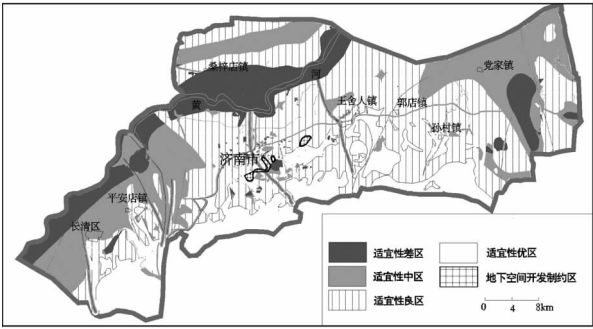 党家镇
桑梓店镇
河
王舍人镇
郭店镇
黄
孙村镇
济南市
平安店镇
长清区
适宜性差区
适宜性优区
适宜性中区
地下空间开发制约区
适宜性良区
0 4 8km